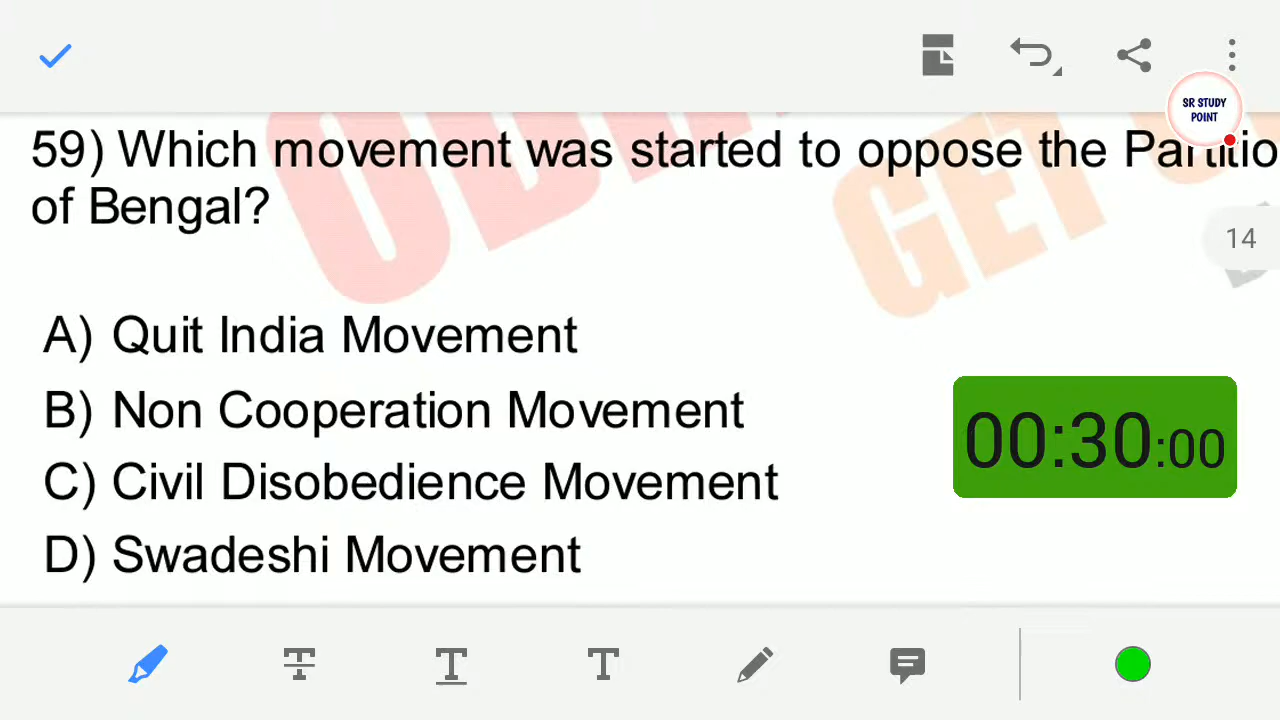 SR STUDY
POINT
59) Which movement was started to oppose the Partitio
of Bengal?
14
A) Quit India Movement
B) Non Cooperation Movement
00:30:00
C) Civil Disobedience Movement
D) Swadeshi Movement